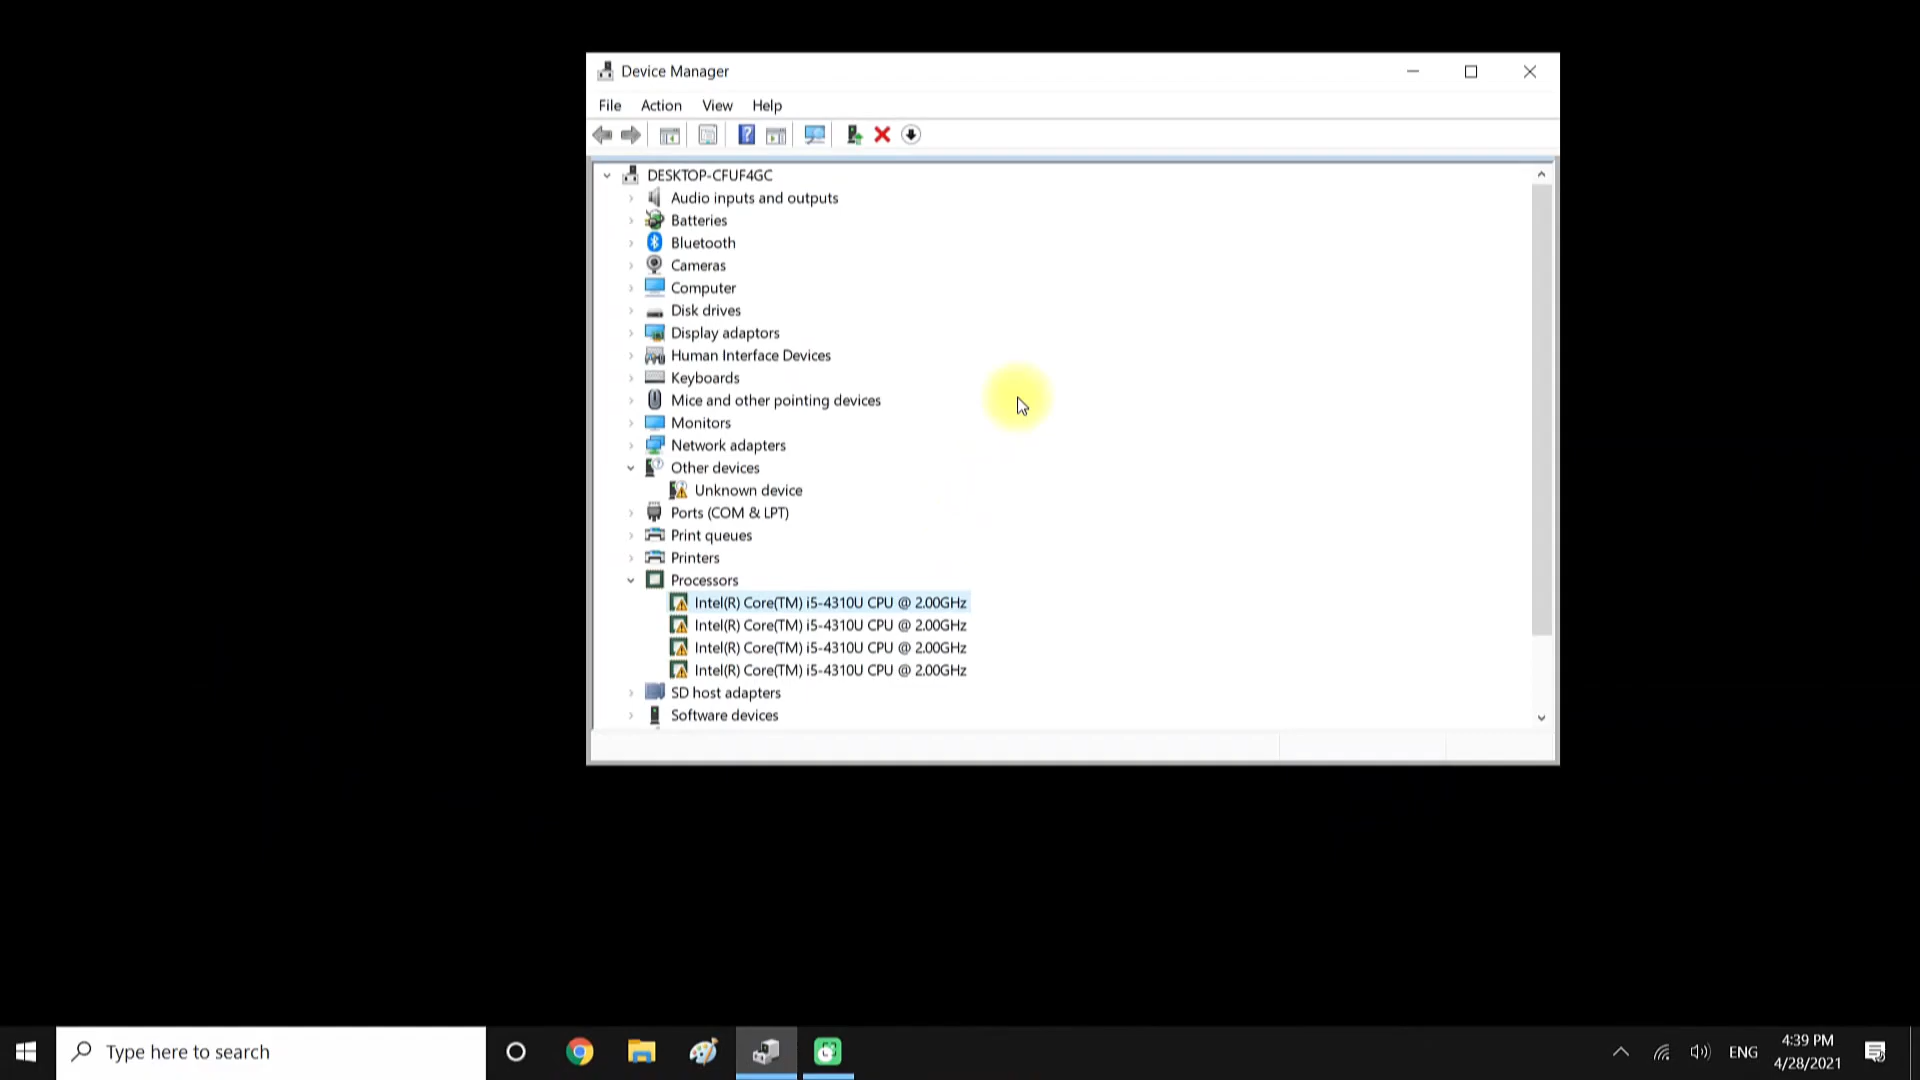 Device Manager
File Action View Help
DESKTOP-CFUF4GC
Audio inputs and outputs
Batteries
Bluetooth
Cameras
Computer
Disk drives
Display adaptors
Human Interface Devices
Keyboards
Mice and other pointing devices
Monitors
Network adapters
Other devices
Unknown device
Ports (COM & LPT)
Print queues
Printers
Processors
Intel(R) Core(TM) i5-4310U CPU @ 2.00GHz
Intel(R) Core(TM) i5-4310U CPU @ 2.00GHz
Intel(R) Core(TM) i5-4310U CPU @ 2.00GHz
Intel(R) Core(TM) i5-4310U CPU @ 2.00GHz
SD host adapters
Software devices
Type here to search
ENG
4:39 PM
4/28/2021